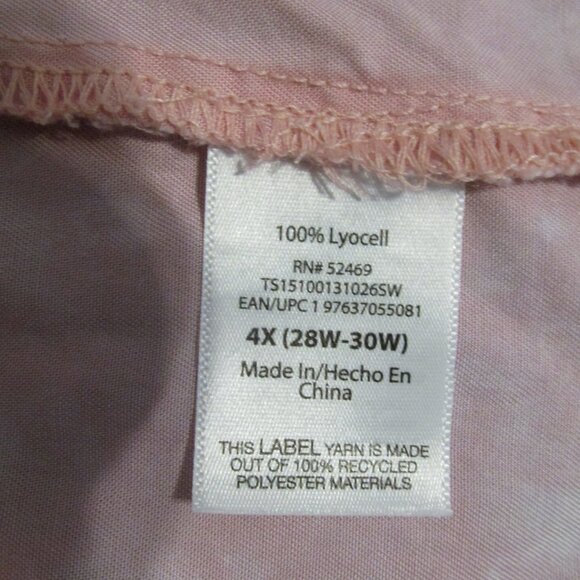 100% Lyocell
RN# 52469
TS15100131026SW
EAN/UPC 1 97637055081
4X (28W-30W)
Made In/Hecho En
China
THIS LABEL YARN IS MADE
OUT OF 100% RECYCLED
POLYESTER MATERIALS